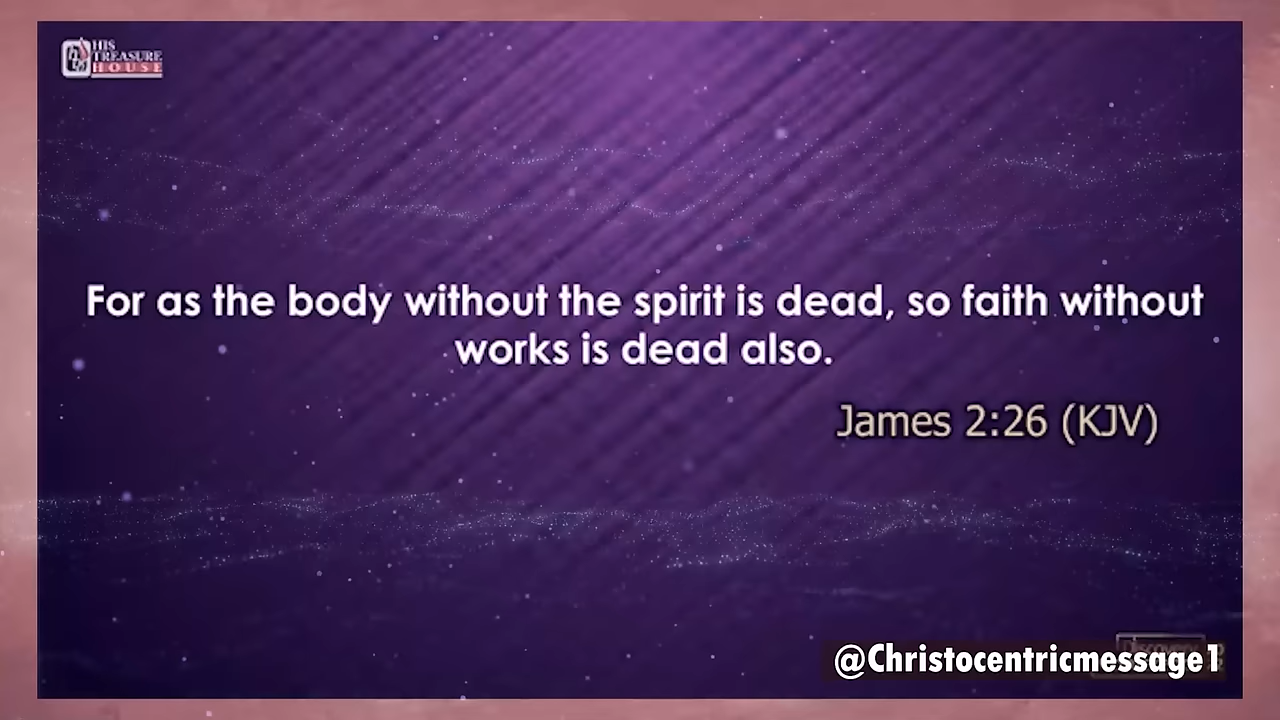 HIS
TREASURE
HOUSE
For as the body without the spirit is dead, so faith without
works is dead also.
James 2:26 (KJV)
@Christocentricmessage1